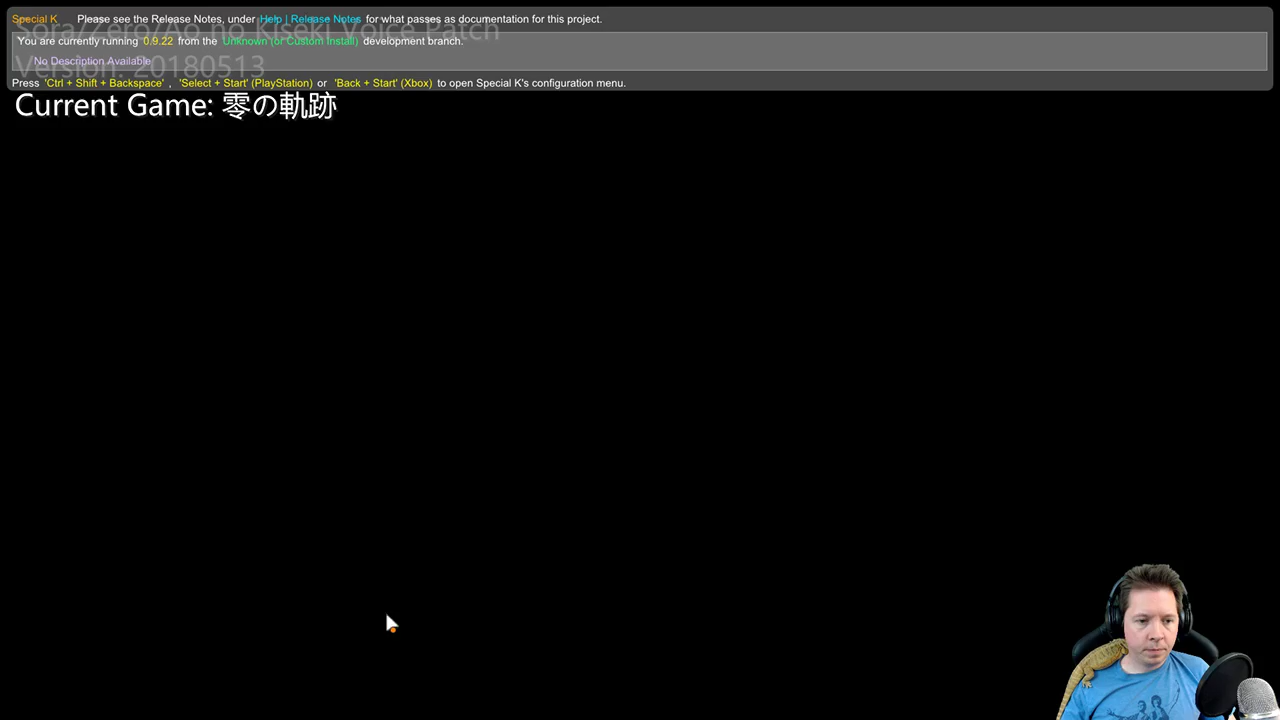 Special K Please see the Release Notes, under Help | Release Notes for what passes as documentation for this project.
Sora/Zero/Ao no Kiseki Voice Patch
You are currently running 0.9.22 from the Unknown (or Custom Install) development branch.
No Description Available
Version: 20180513
Press 'Ctrl + Shift + Backspace' , 'Select + Start' (PlayStation) or 'Back + Start' (Xbox) to open Special K's configuration menu.
Current Game: 零の軌跡